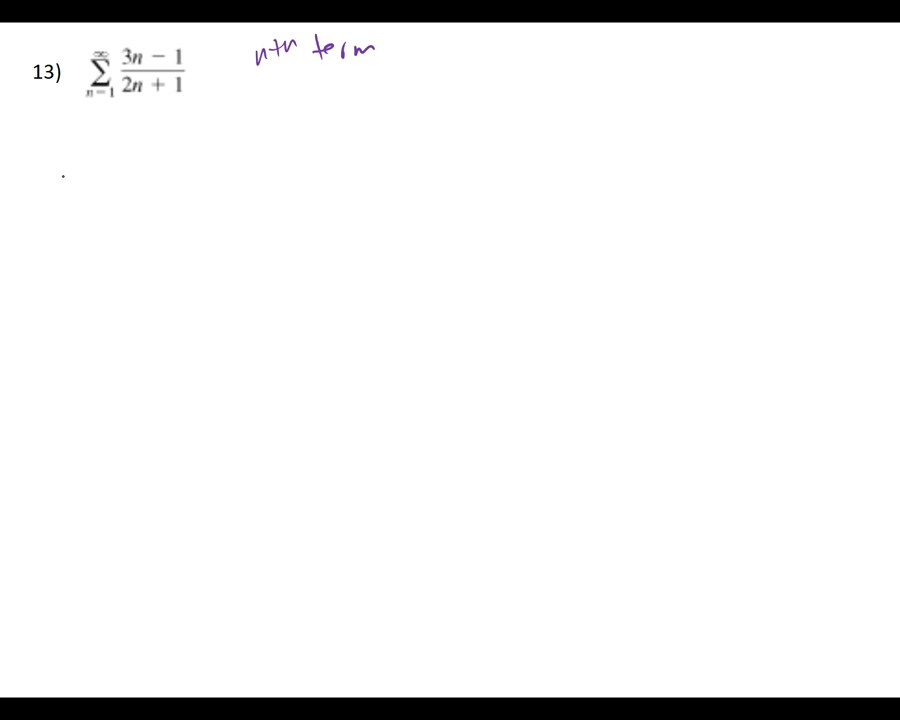 13) ∞ ∑ n=1 3n − 1 / 2n + 1 nth term